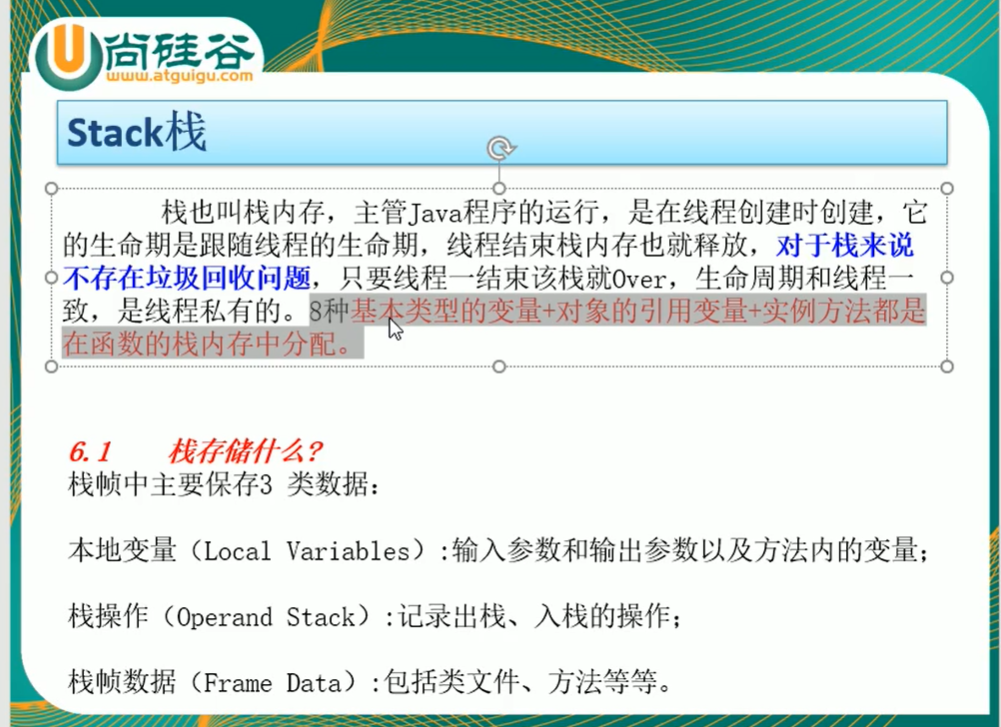 尚硅谷
www.atguigu.com
Stack栈
栈也叫栈内存，主管Java程序的运行，是在线程创建时创建，它
的生命期是跟随线程的生命期，线程结束栈内存也就释放，对于栈来说
不存在垃圾回收问题，只要线程一结束该栈就Over，生命周期和线程一
致，是线程私有的。8种基本类型的变量+对象的引用变量+实例方法都是
在函数的栈内存中分配。
6.1 栈存储什么?
栈帧中主要保存3 类数据：
本地变量（Local Variables）:输入参数和输出参数以及方法内的变量；
栈操作（Operand Stack）:记录出栈、入栈的操作；
栈帧数据（Frame Data）:包括类文件、方法等等。